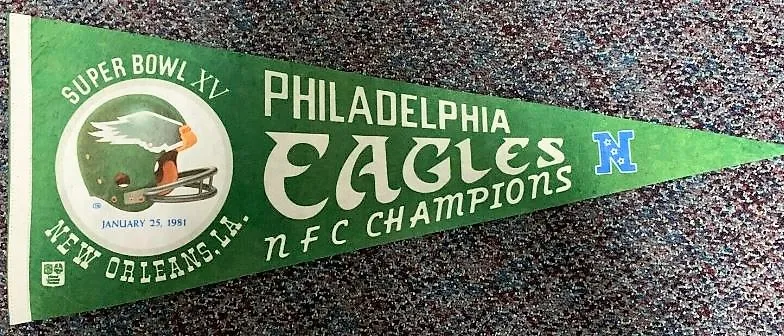 SUPER BOWL XV
JANUARY 25, 1981
NEW ORLEANS, LA.
PHILADELPHIA
EAGLES
NFC CHAMPIONS
N